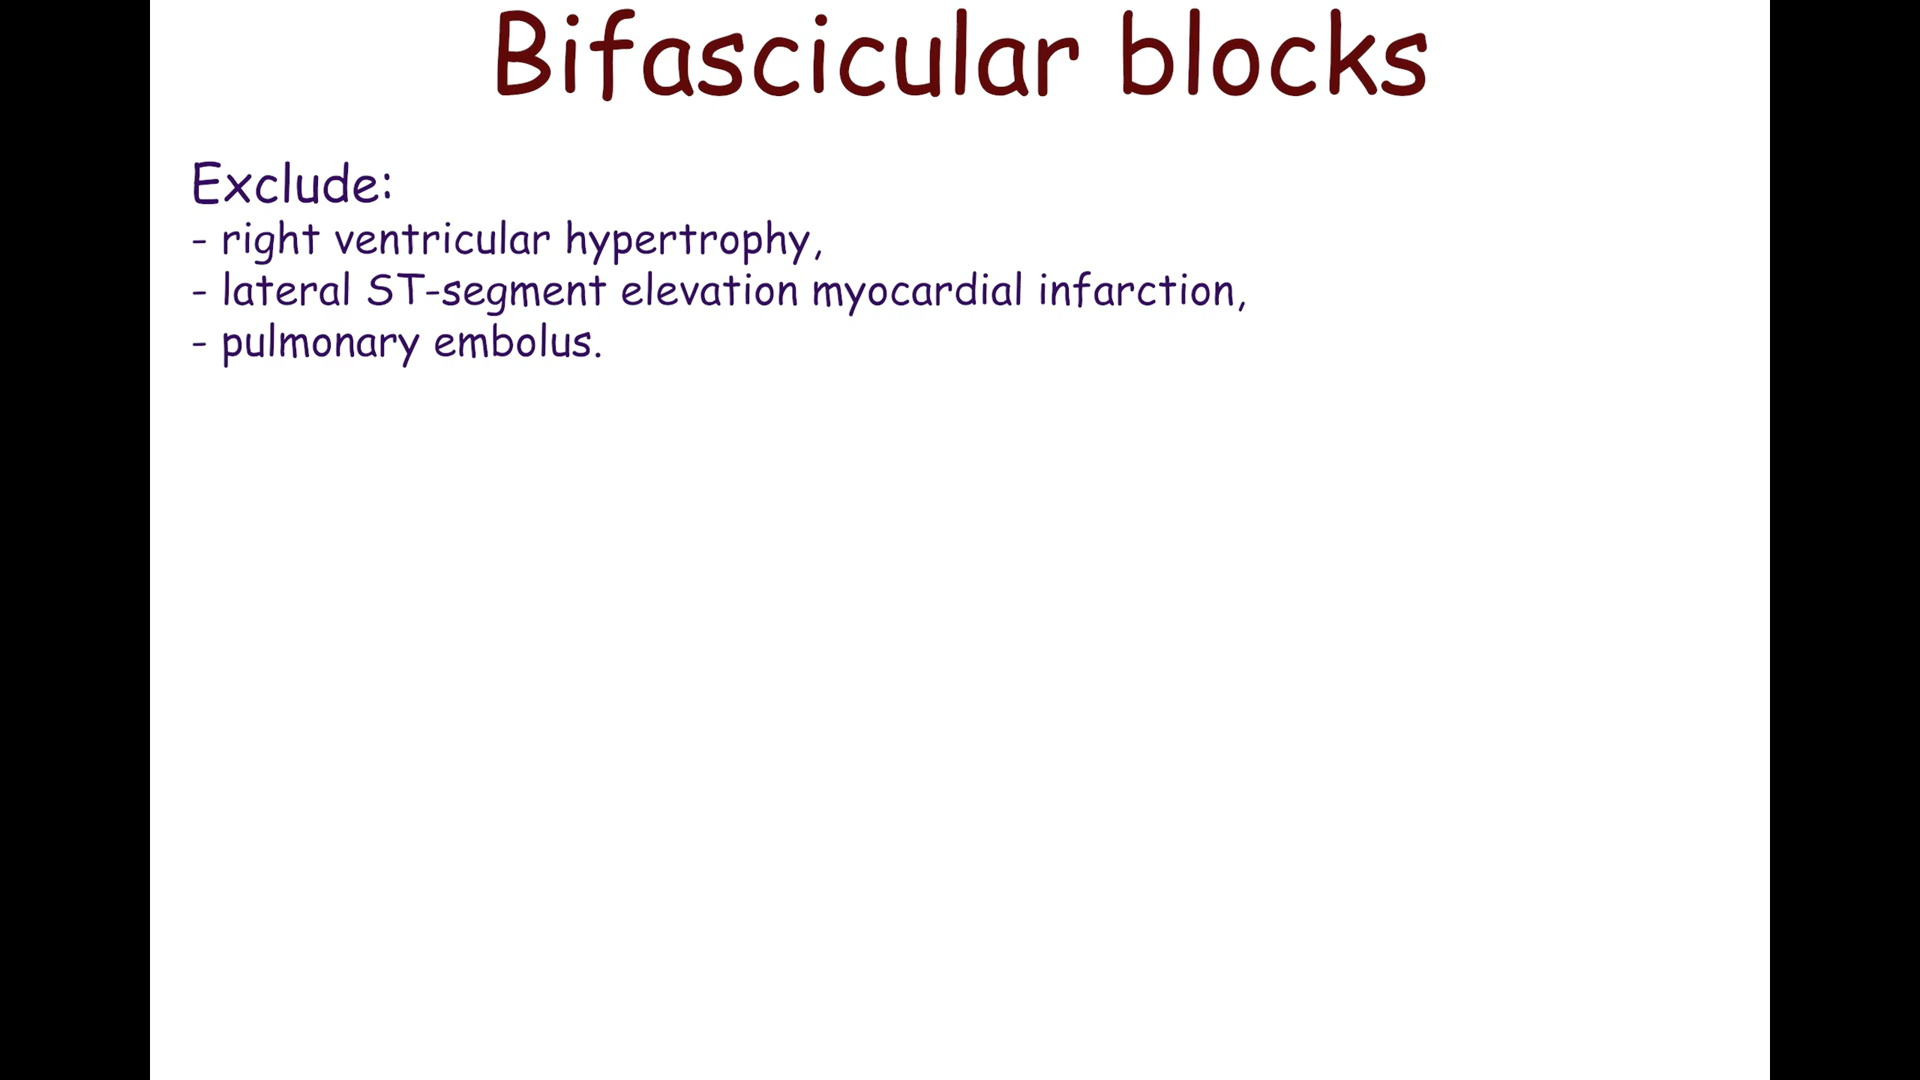 Bifascicular blocks
Exclude:
- right ventricular hypertrophy,
- lateral ST-segment elevation myocardial infarction,
- pulmonary embolus.